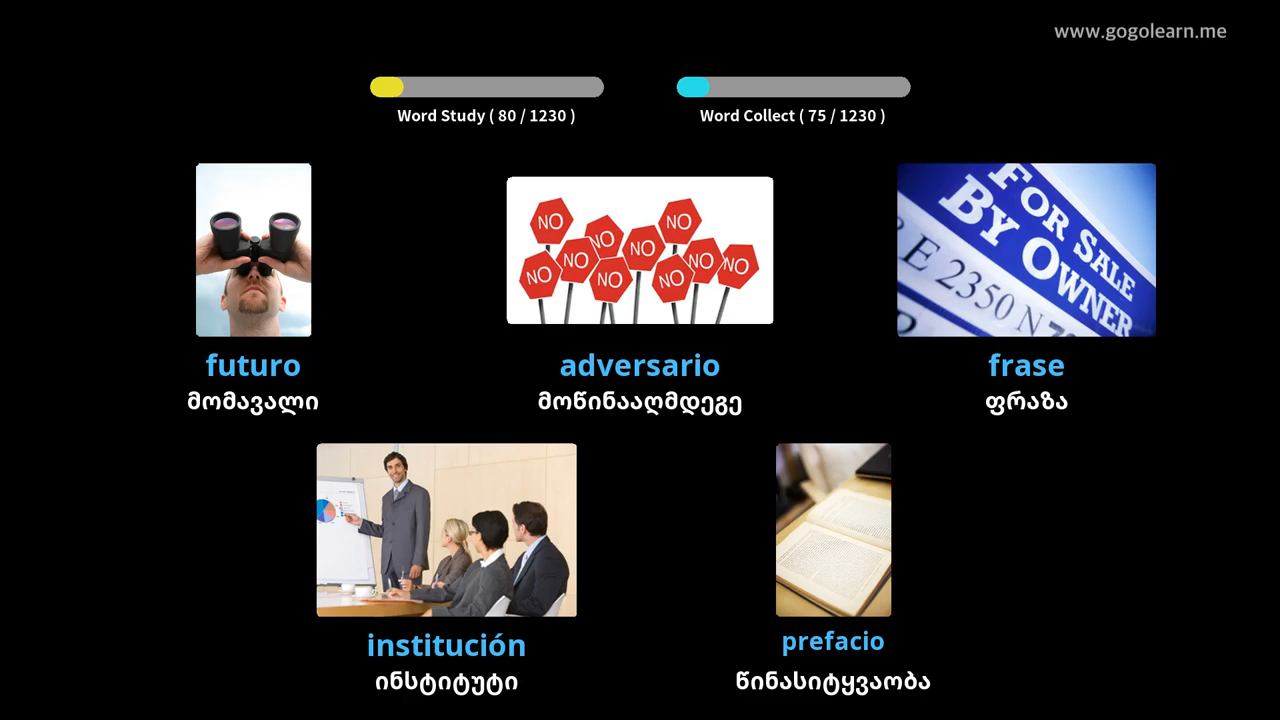 www.gogolearn.me
Word Study ( 80 / 1230 )
Word Collect ( 75 / 1230 )
NO
NO
NO
NO
NO
NO
NO
NO
NO
NO
FOR SALE
BY OWNER
E 2350 N
futuro
adversario
frase
მომავალი
მოწინააღმდეგე
ფრაზა
institución
prefacio
ინსტიტუტი
წინასიტყვაობა